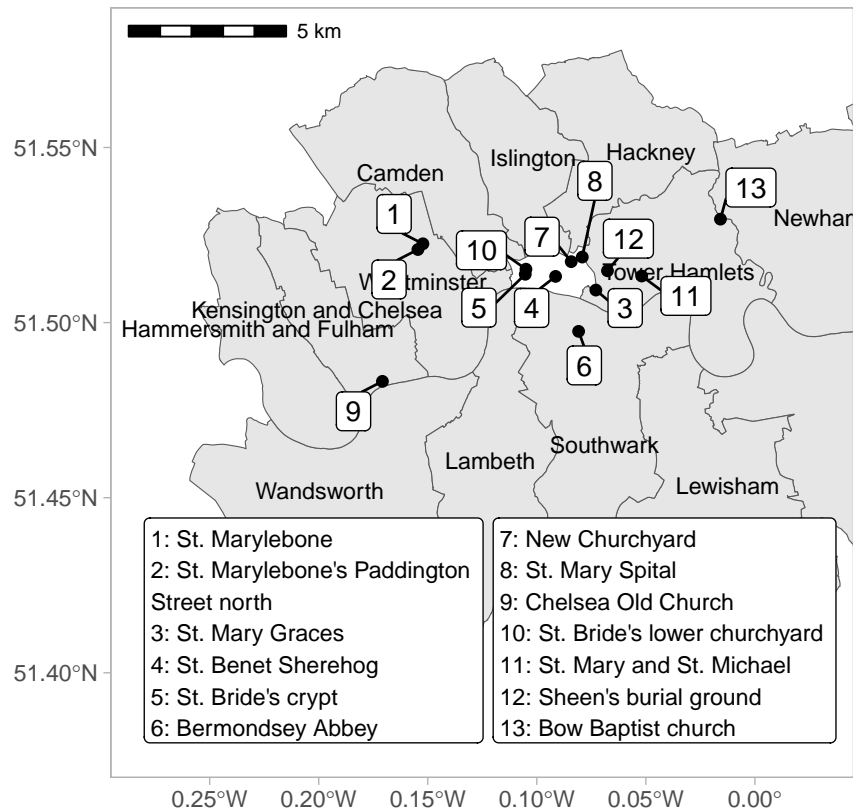 5 km
51.55°N
51.50°N
51.45°N
51.40°N
Camden
Islington
Hackney
Newham
Westminster
Tower Hamlets
Kensington and Chelsea
Hammersmith and Fulham
Wandsworth
Lambeth
Southwark
Lewisham
1
2
3
4
5
6
7
8
9
10
11
12
13
1: St. Marylebone
2: St. Marylebone's Paddington
Street north
3: St. Mary Graces
4: St. Benet Sherehog
5: St. Bride's crypt
6: Bermondsey Abbey
7: New Churchyard
8: St. Mary Spital
9: Chelsea Old Church
10: St. Bride's lower churchyard
11: St. Mary and St. Michael
12: Sheen's burial ground
13: Bow Baptist church
0.25°W
0.20°W
0.15°W
0.10°W
0.05°W
0.00°